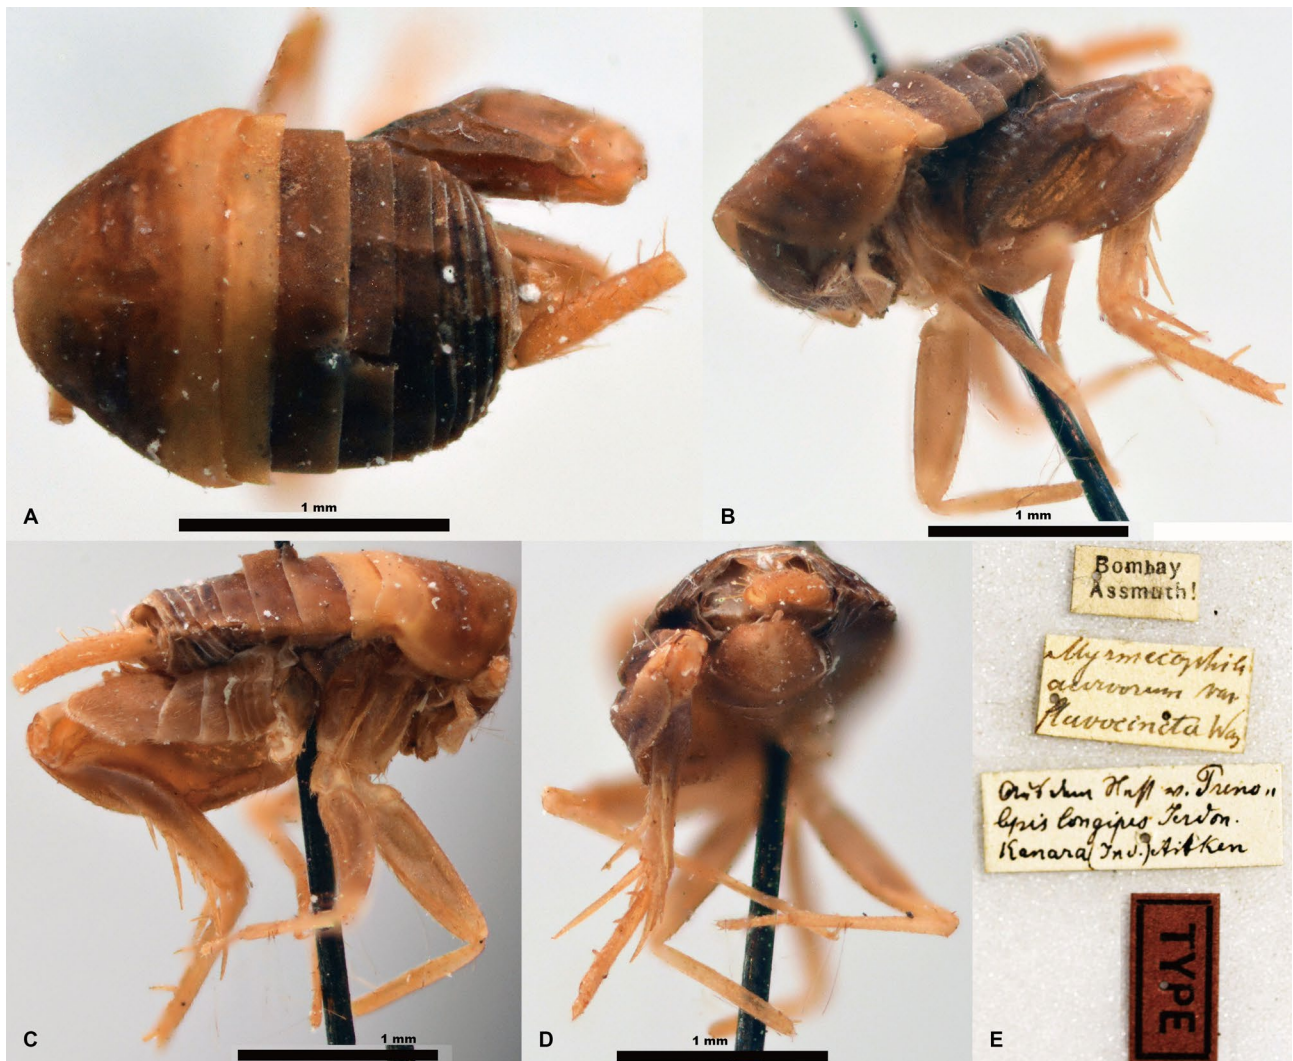 1 mm
A
1 mm
B
1 mm
C
1 mm
D
Bombay
Assmuth!
Myrmecophila
acervorum var
flavocincta Was
Aus dem Nest v. Preno=
lepis longipes Jerdon.
Kanara (Ind.) Aitken
TYPE
E